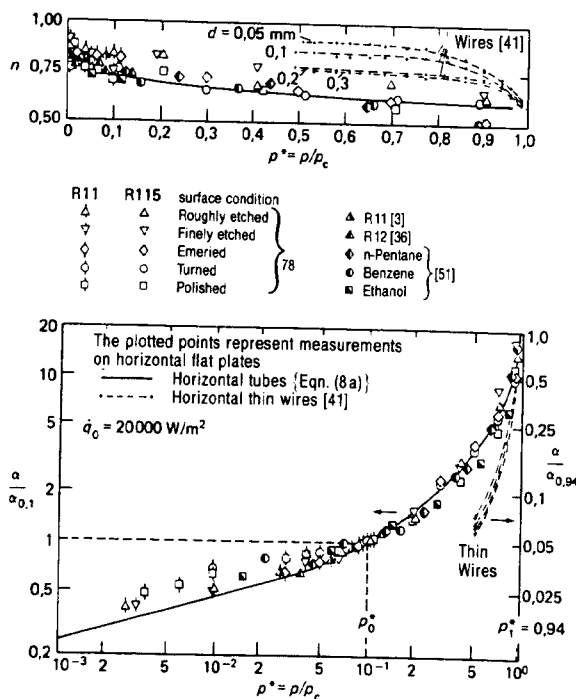 d = 0,05 mm
Wires [41]
0,1
0,2
0,3
n
1,0
0,75
0,50
0 0,1 0,2 0,3 0,4 0,5 0,6 0,7 0,8 0,9 1,0
p* = p/pc
R11 R115 surface condition
Roughly etched
Finely etched
Emeried
Turned
Polished
78
R11 [3]
R12 [36]
n-Pentane
Benzene
Ethanol
[51]
The plotted points represent measurements
on horizontal flat plates
Horizontal tubes {Eqn. (8a)}
Horizontal thin wires [41]
q̇0 = 20000 W/m²
20
10
5
2
1
0,5
0,2
α/α0,1
1,0
0,5
0,25
0,1
0,05
0,025
α/α0,94
Thin
Wires
p0*
p1* = 0,94
10⁻³ 2 5 10⁻² 2 5 10⁻¹ 2 5 10⁰
p* = p/pc